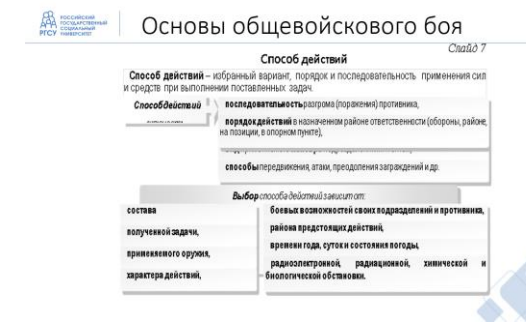 РГСУ
РОССИЙСКИЙ
ГОСУДАРСТВЕННЫЙ
СОЦИАЛЬНЫЙ
УНИВЕРСИТЕТ
Основы общевойскового боя
Слайд 7
Способ действий
Способ действий – избранный вариант, порядок и последовательность применения сил
и средств при выполнении поставленных задач.
Способ действий
последовательность разгрома (поражения) противника,
порядок действий в назначенном районе ответственности (обороны, районе,
на позиции, в опорном пункте),
способы передвижения, атаки, преодоления заграждений и др.
Выбор способа действий зависит от:
состава
полученной задачи,
применяемого оружия,
характера действий,
боевых возможностей своих подразделений и противника,
района предстоящих действий,
времени года, суток и состояния погоды,
радиоэлектронной, радиационной, химической и
биологической обстановки.